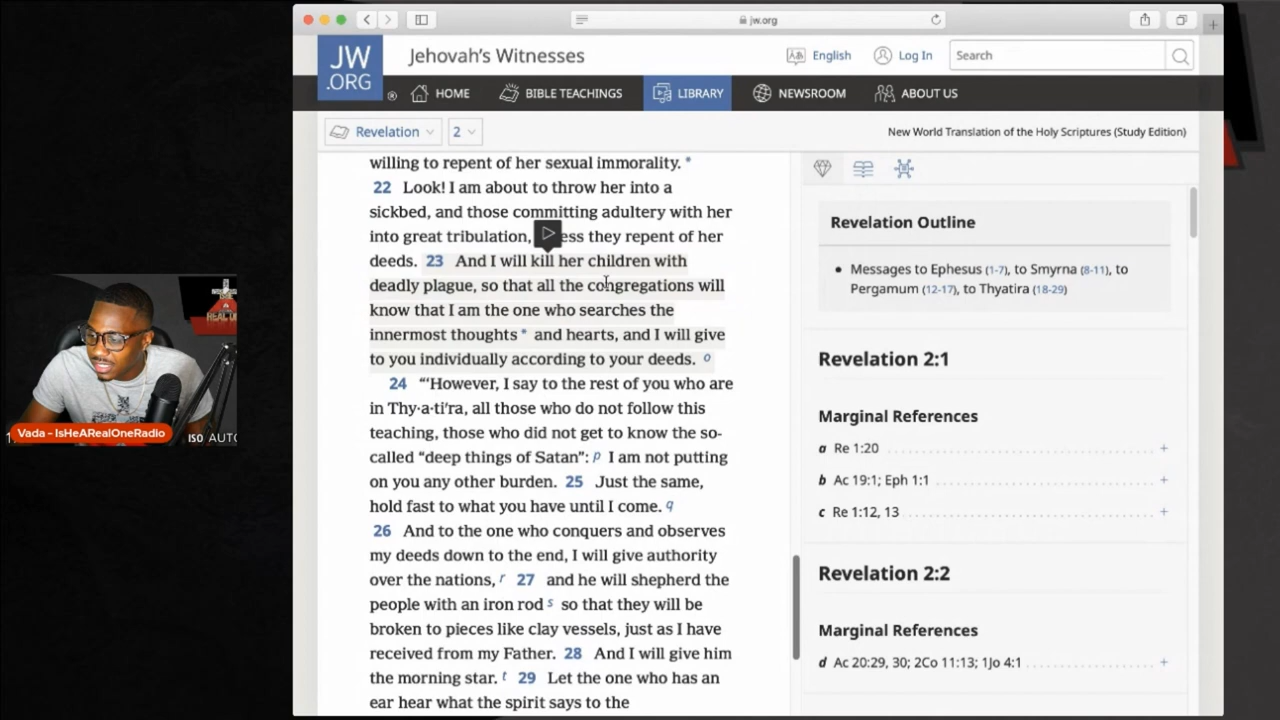 jw.org
JW
.ORG
®
Jehovah's Witnesses
English
Log In
Search
HOME
BIBLE TEACHINGS
LIBRARY
NEWSROOM
ABOUT US
Revelation
2
New World Translation of the Holy Scriptures (Study Edition)
willing to repent of her sexual immorality. *
22 Look! I am about to throw her into a
sickbed, and those committing adultery with her
into great tribulation, they repent of her
deeds. 23 And I will kill her children with
deadly plague, so that all the congregations will
know that I am the one who searches the
innermost thoughts * and hearts, and I will give
to you individually according to your deeds. o
24 “‘However, I say to the rest of you who are
in Thy·a·ti′ra, all those who do not follow this
teaching, those who did not get to know the so-
called “deep things of Satan”: p I am not putting
on you any other burden. 25 Just the same,
hold fast to what you have until I come. q
26 And to the one who conquers and observes
my deeds down to the end, I will give authority
over the nations, r 27 and he will shepherd the
people with an iron rod s so that they will be
broken to pieces like clay vessels, just as I have
received from my Father. 28 And I will give him
the morning star. t 29 Let the one who has an
ear hear what the spirit says to the
Revelation Outline
• Messages to Ephesus (1-7), to Smyrna (8-11), to
Pergamum (12-17), to Thyatira (18-29)
Revelation 2:1
Marginal References
a Re 1:20
b Ac 19:1; Eph 1:1
c Re 1:12, 13
Revelation 2:2
Marginal References
d Ac 20:29, 30; 2Co 11:13; 1Jo 4:1
Vada - IsHeARealOneRadio
ISO AUTO